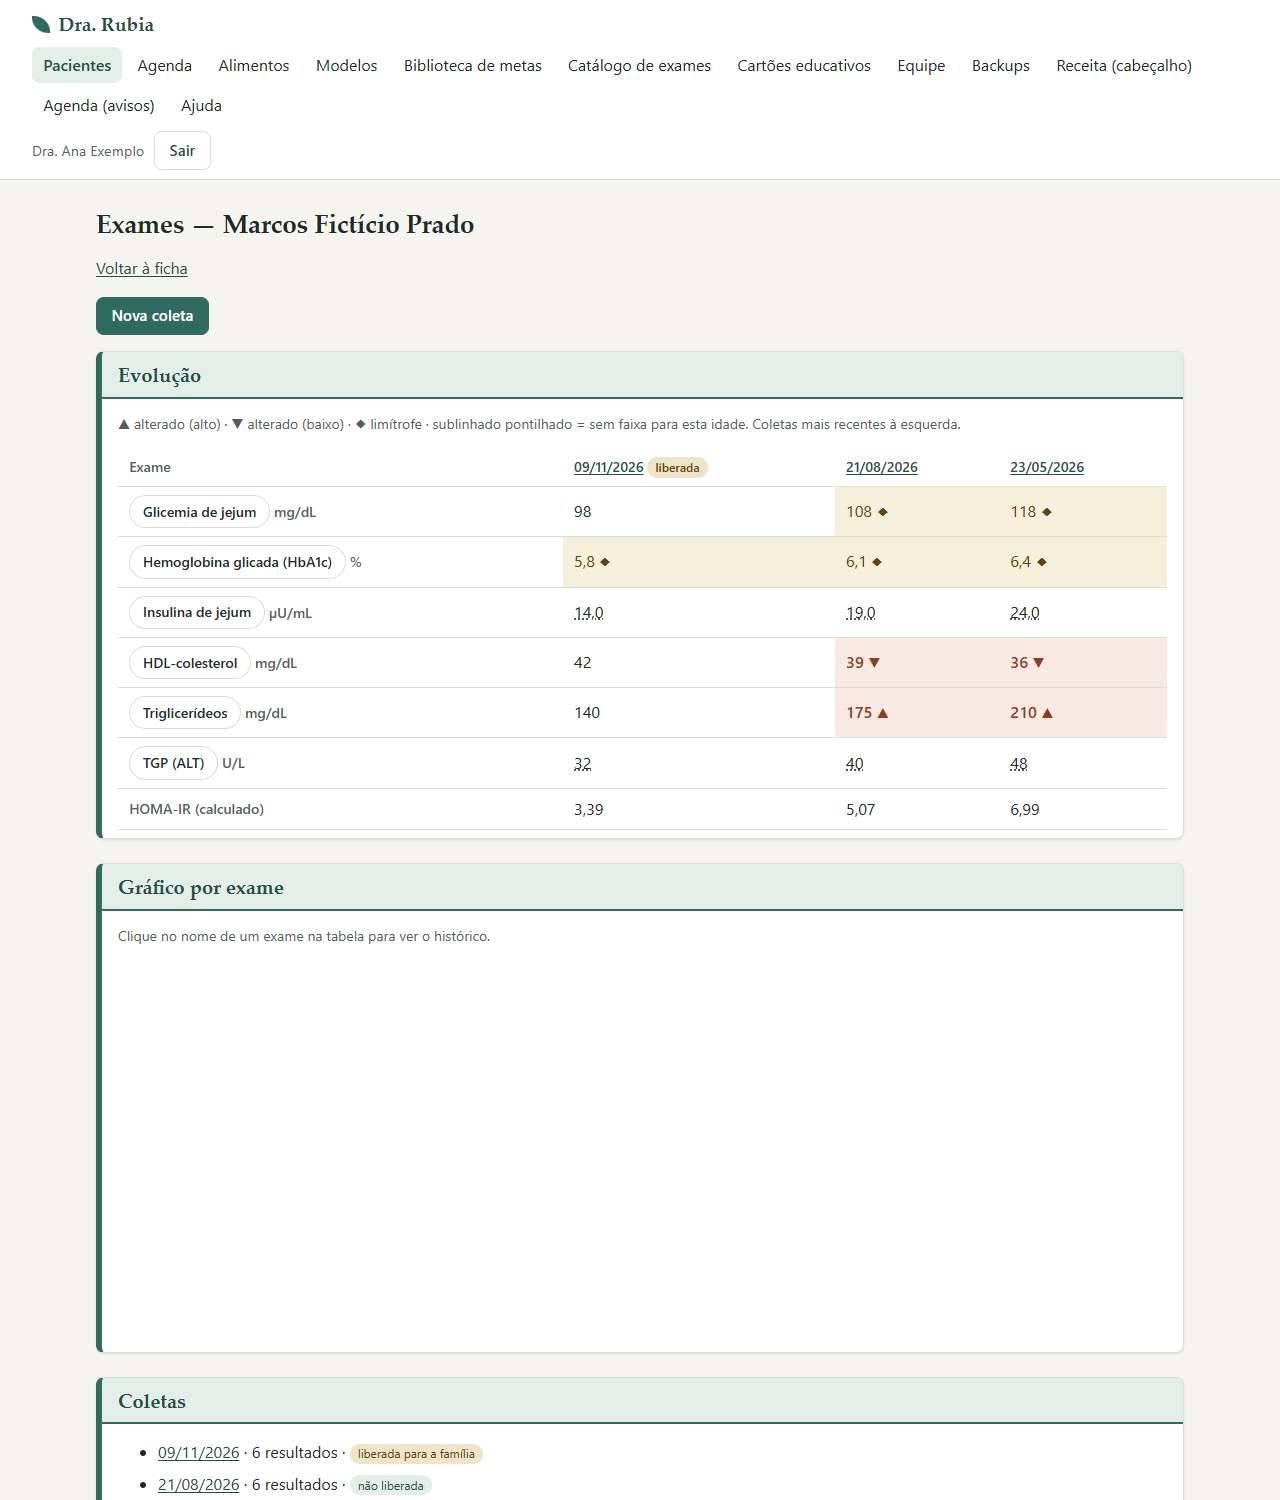 Dra. Rubia
Pacientes Agenda Alimentos Modelos Biblioteca de metas Catálogo de exames Cartões educativos Equipe Backups Receita (cabeçalho)
Agenda (avisos) Ajuda
Dra. Ana Exemplo Sair
Exames — Marcos Fictício Prado
Voltar à ficha
Nova coleta
Evolução
▲ alterado (alto) · ▼ alterado (baixo) · ◆ limítrofe · sublinhado pontilhado = sem faixa para esta idade. Coletas mais recentes à esquerda.
Exame 09/11/2026 liberada 21/08/2026 23/05/2026
Glicemia de jejum mg/dL 98 108 ◆ 118 ◆
Hemoglobina glicada (HbA1c) % 5,8 ◆ 6,1 ◆ 6,4 ◆
Insulina de jejum µU/mL 14,0 19,0 24,0
HDL-colesterol mg/dL 42 39 ▼ 36 ▼
Triglicerídeos mg/dL 140 175 ▲ 210 ▲
TGP (ALT) U/L 32 40 48
HOMA-IR (calculado) 3,39 5,07 6,99
Gráfico por exame
Clique no nome de um exame na tabela para ver o histórico.
Coletas
• 09/11/2026 · 6 resultados · liberada para a família
• 21/08/2026 · 6 resultados · não liberada